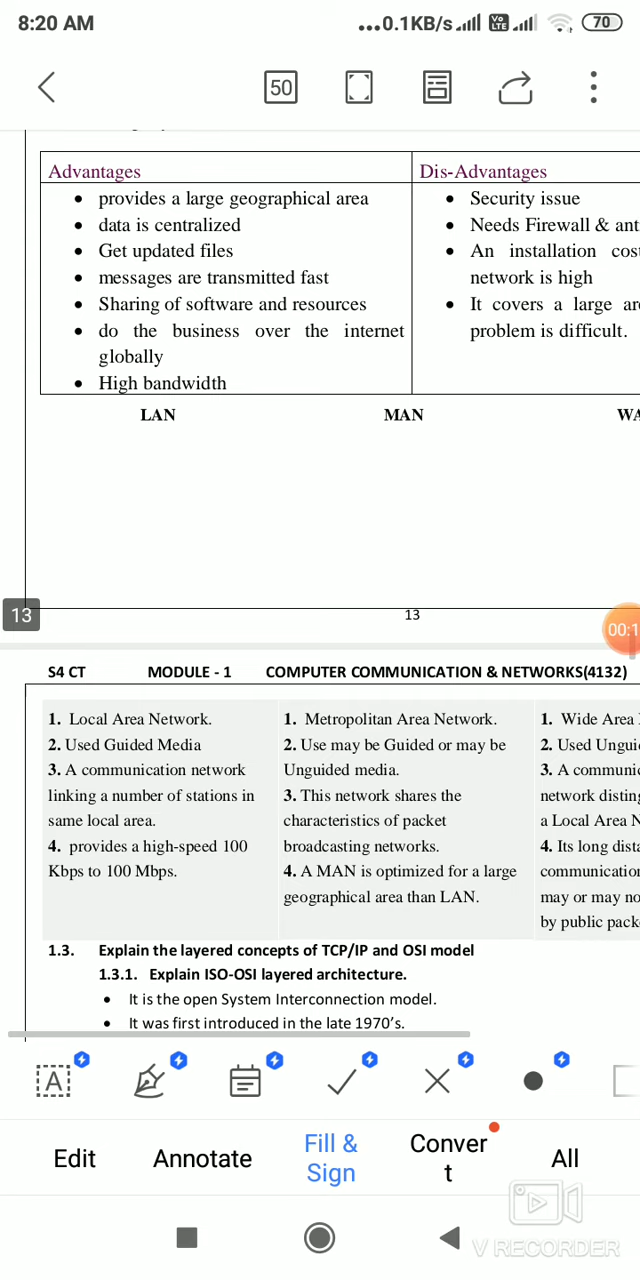 8:20 AM
...0.1KB/s Vo LTE 70
50
Advantages Dis-Advantages
• provides a large geographical area
• data is centralized
• Get updated files
• messages are transmitted fast
• Sharing of software and resources
• do the business over the internet
globally
• High bandwidth
• Security issue
• Needs Firewall &
• An installation
network is high
• It covers a large
problem is difficult.
LAN MAN
13
13
00:1
S4 CT MODULE - 1 COMPUTER COMMUNICATION & NETWORKS(4132)
1. Local Area Network.
2. Used Guided Media
3. A communication network
linking a number of stations in
same local area.
4. provides a high-speed 100
Kbps to 100 Mbps.
1. Metropolitan Area Network.
2. Use may be Guided or may be
Unguided media.
3. This network shares the
characteristics of packet
broadcasting networks.
4. A MAN is optimized for a large
geographical area than LAN.
1. Wide Area
2. Used
3. A
network
a Local Area
4. Its long
communication
may or may
by public
1.3. Explain the layered concepts of TCP/IP and OSI model
1.3.1. Explain ISO-OSI layered architecture.
• It is the open System Interconnection model.
• It was first introduced in the late 1970’s.
A
Edit Annotate Fill &
Sign Conver
t All
V RECORDER